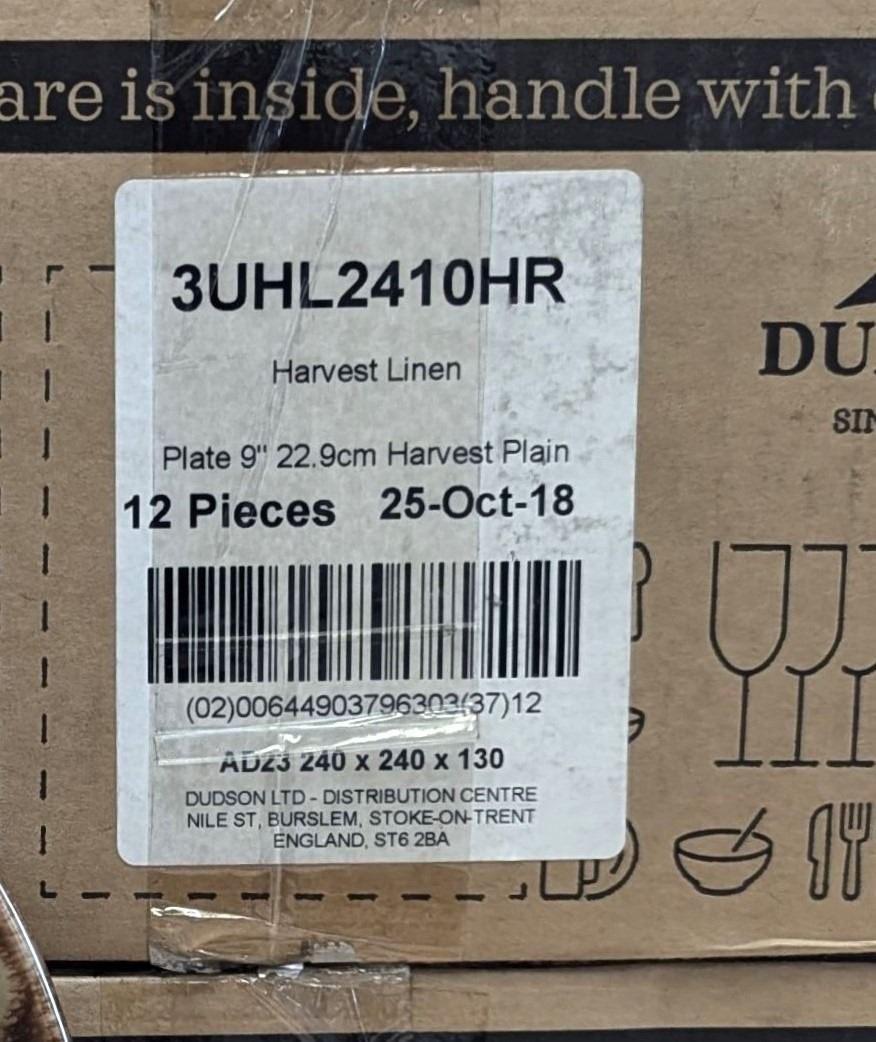 are is inside, handle with
3UHL2410HR
Harvest Linen
Plate 9" 22.9cm Harvest Plain
12 Pieces 25-Oct-18
(02)00644903796303(37)12
AD23 240 x 240 x 130
DUDSON LTD - DISTRIBUTION CENTRE
NILE ST, BURSLEM, STOKE-ON-TRENT
ENGLAND, ST6 2BA
DU
SIN